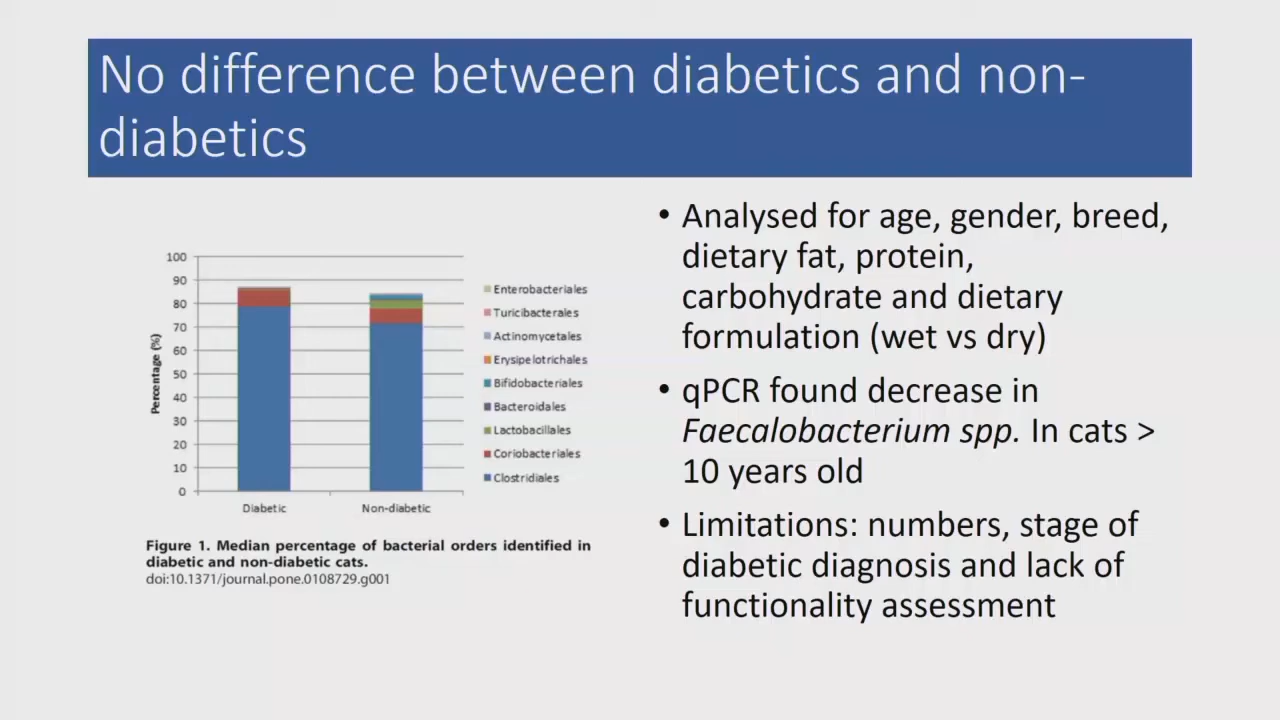 No difference between diabetics and non-
diabetics
100
90
80
70
60
50
40
30
20
10
0
Percentage (%)
Diabetic
Non-diabetic
Enterobacteriales
Turicibacterales
Actinomycetales
Erysipelotrichales
Bifidobacteriales
Bacteroidales
Lactobacillales
Coriobacteriales
Clostridiales
Figure 1. Median percentage of bacterial orders identified in
diabetic and non-diabetic cats.
doi:10.1371/journal.pone.0108729.g001
• Analysed for age, gender, breed,
dietary fat, protein,
carbohydrate and dietary
formulation (wet vs dry)
• qPCR found decrease in
Faecalobacterium spp. In cats >
10 years old
• Limitations: numbers, stage of
diabetic diagnosis and lack of
functionality assessment